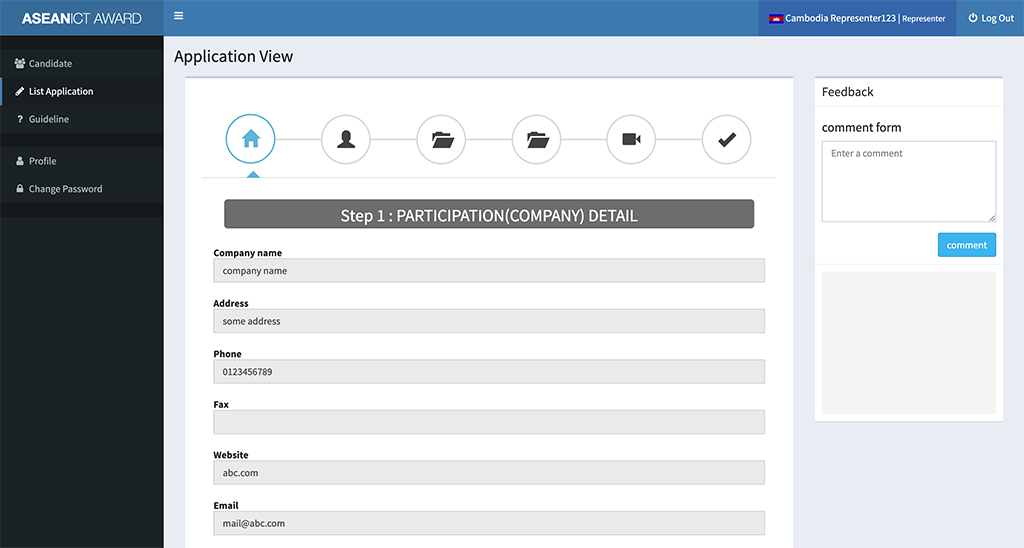 ASEANICT AWARD
Cambodia Representer123 | Representer
Log Out
Candidate
List Application
? Guideline
Profile
Change Password
Application View
Step 1 : PARTICIPATION(COMPANY) DETAIL
Company name
company name
Address
some address
Phone
0123456789
Fax
Website
abc.com
Email
mail@abc.com
Feedback
comment form
Enter a comment
comment